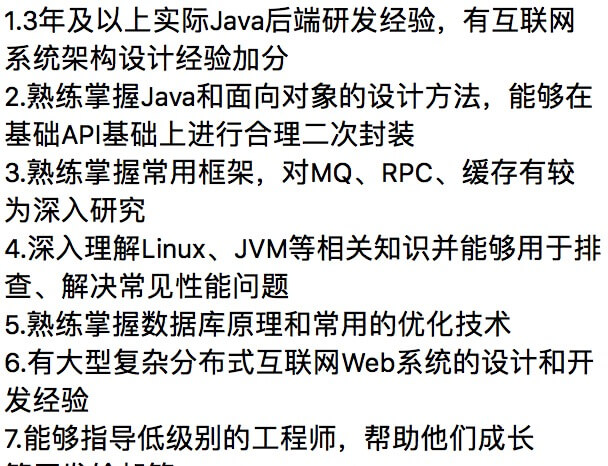 1.3年及以上实际Java后端研发经验，有互联网
系统架构设计经验加分
2.熟练掌握Java和面向对象的设计方法，能够在
基础API基础上进行合理二次封装
3.熟练掌握常用框架，对MQ、RPC、缓存有较
为深入研究
4.深入理解Linux、JVM等相关知识并能够用于排
查、解决常见性能问题
5.熟练掌握数据库原理和常用的优化技术
6.有大型复杂分布式互联网Web系统的设计和开
发经验
7.能够指导低级别的工程师，帮助他们成长